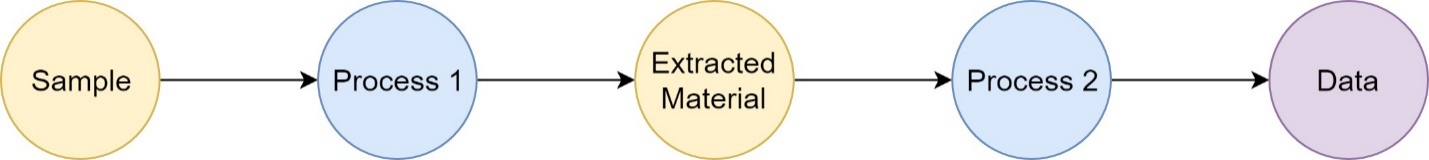 Sample
Process 1
Extracted
Material
Process 2
Data